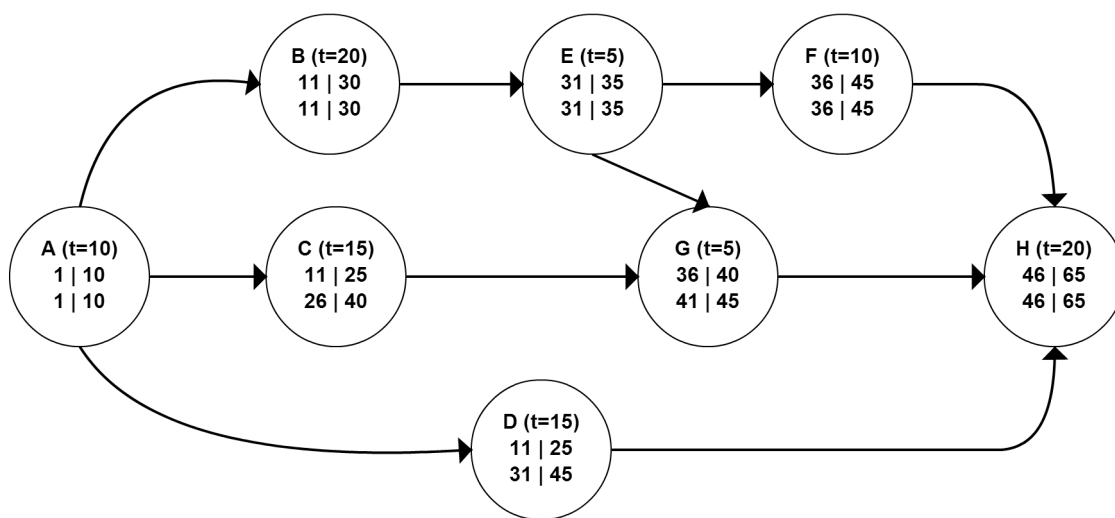 B (t=20)
11 | 30
11 | 30
E (t=5)
31 | 35
31 | 35
F (t=10)
36 | 45
36 | 45
A (t=10)
1 | 10
1 | 10
C (t=15)
11 | 25
26 | 40
G (t=5)
36 | 40
41 | 45
H (t=20)
46 | 65
46 | 65
D (t=15)
11 | 25
31 | 45